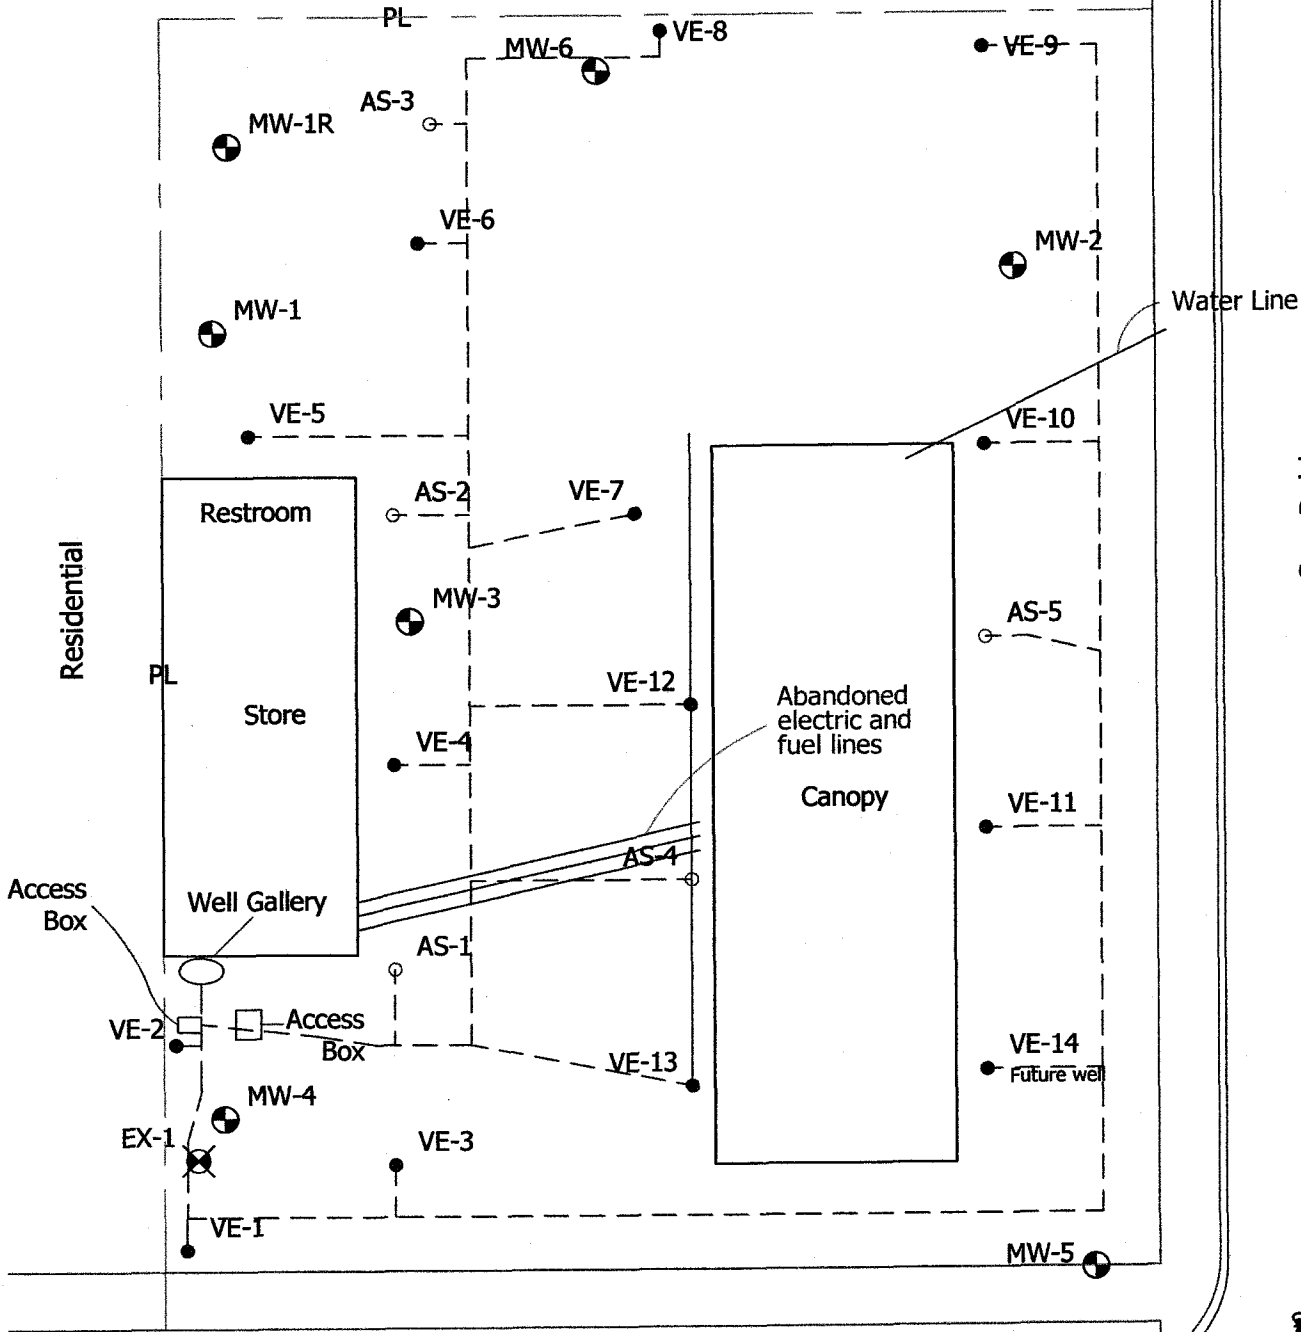 PL
VE-8
MW-6
VE-9
AS-3
MW-1R
VE-6
MW-2
Water Line
MW-1
VE-5
VE-10
Restroom
AS-2
VE-7
Residential
MW-3
AS-5
PL
VE-12
Store
Abandoned
electric and
fuel lines
VE-4
Canopy
VE-11
AS-4
Access
Box
Well Gallery
AS-1
VE-2
Access
Box
VE-13
VE-14
Future well
MW-4
EX-1
VE-3
VE-1
MW-5